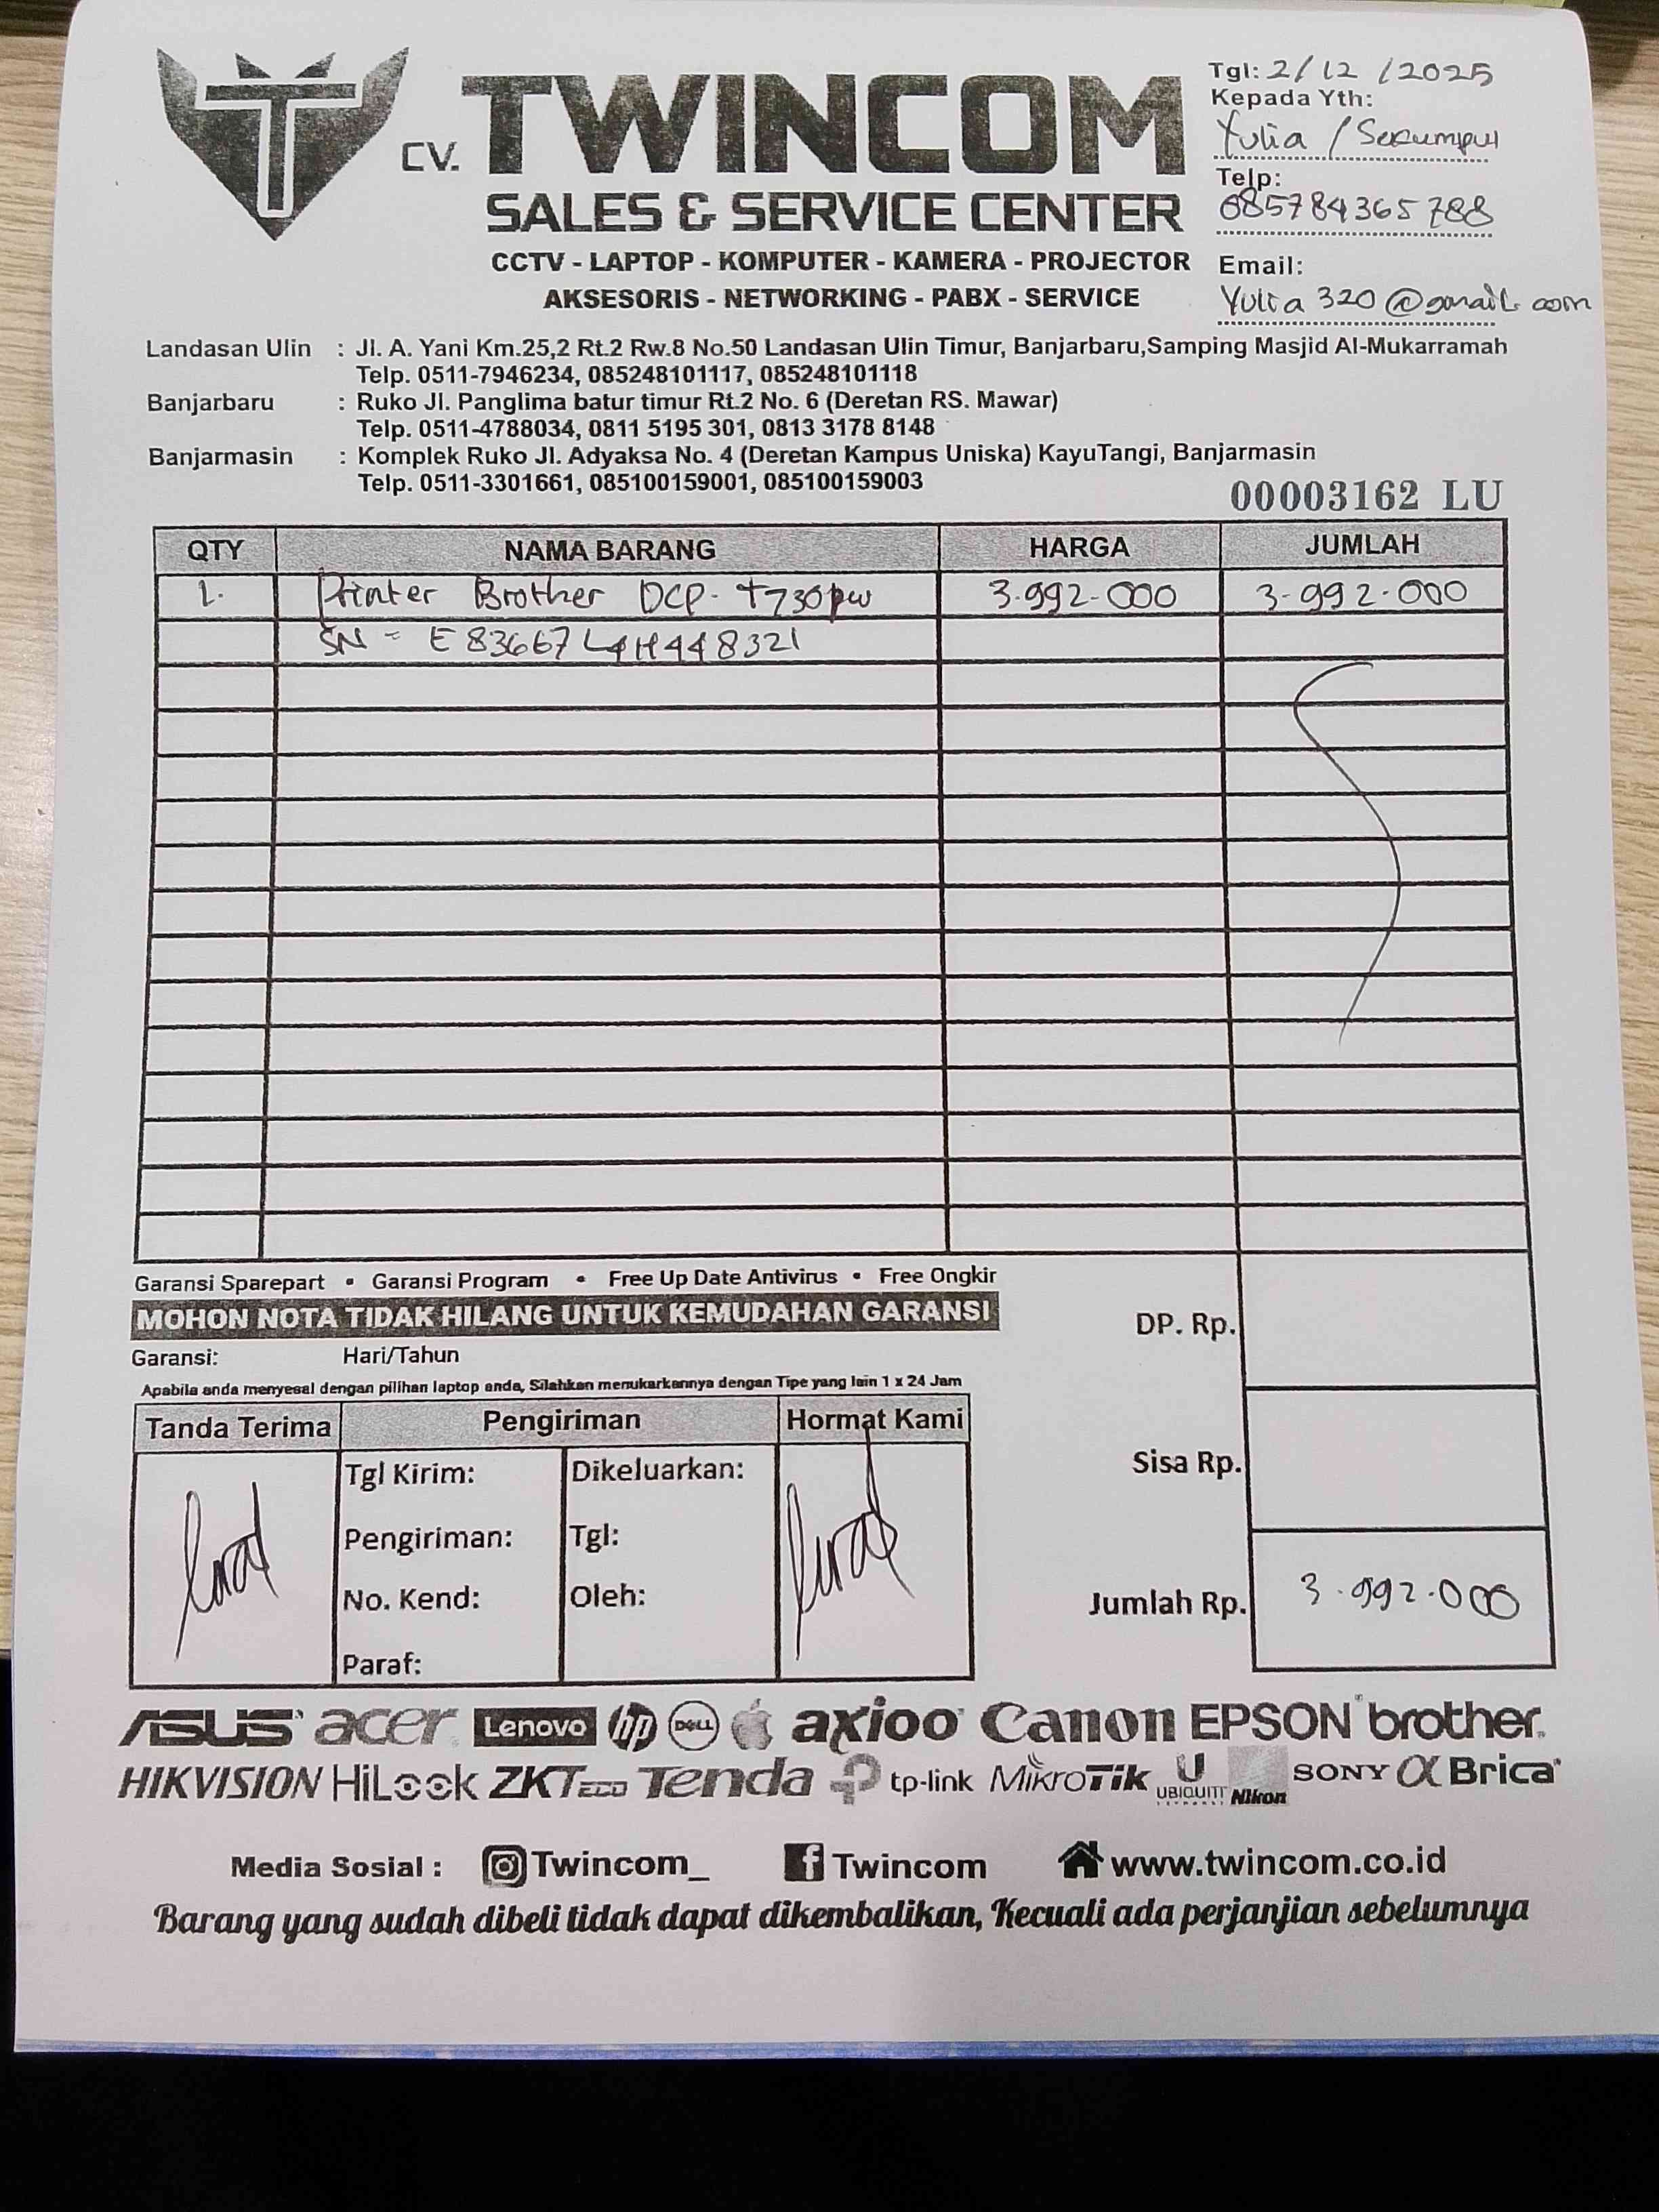 CV. TWINCOM
SALES & SERVICE CENTER
CCTV - LAPTOP - KOMPUTER - KAMERA - PROJECTOR
AKSESORIS - NETWORKING - PABX - SERVICE
Tgl: 2/12/2025
Kepada Yth:
Yulia / Sekumpul
Telp:
085784365788
Email:
Yulia320@gmail.com
Landasan Ulin : Jl. A. Yani Km.25,2 Rt.2 Rw.8 No.50 Landasan Ulin Timur, Banjarbaru,Samping Masjid Al-Mukarramah
Telp. 0511-7946234, 085248101117, 085248101118
Banjarbaru : Ruko Jl. Panglima batur timur Rt.2 No. 6 (Deretan RS. Mawar)
Telp. 0511-4788034, 0811 5195 301, 0813 3178 8148
Banjarmasin : Komplek Ruko Jl. Adyaksa No. 4 (Deretan Kampus Uniska) KayuTangi, Banjarmasin
Telp. 0511-3301661, 085100159001, 085100159003
00003162 LU
QTY NAMA BARANG HARGA JUMLAH
1. Printer Brother DCP-T730pw 3.992.000 3.992.000
SN = E83667L4H448321
Garansi Sparepart • Garansi Program • Free Up Date Antivirus • Free Ongkir
MOHON NOTA TIDAK HILANG UNTUK KEMUDAHAN GARANSI
Garansi: Hari/Tahun
Apabila anda menyesal dengan pilihan laptop anda, Silahkan menukarkannya dengan Tipe yang lain 1 x 24 Jam
DP. Rp.
Sisa Rp.
Jumlah Rp. 3.992.000
Tanda Terima Pengiriman Hormat Kami
Tgl Kirim: Dikeluarkan:
Pengiriman: Tgl:
No. Kend: Oleh:
Paraf:
ASUS acer Lenovo hp DELL axioo Canon EPSON brother
HIKVISION HiLook ZKTeco Tenda tp-link MikroTik UBIQUITI Nikon SONY α Brica
Media Sosial : Twincom_ Twincom www.twincom.co.id
Barang yang sudah dibeli tidak dapat dikembalikan, Kecuali ada perjanjian sebelumnya